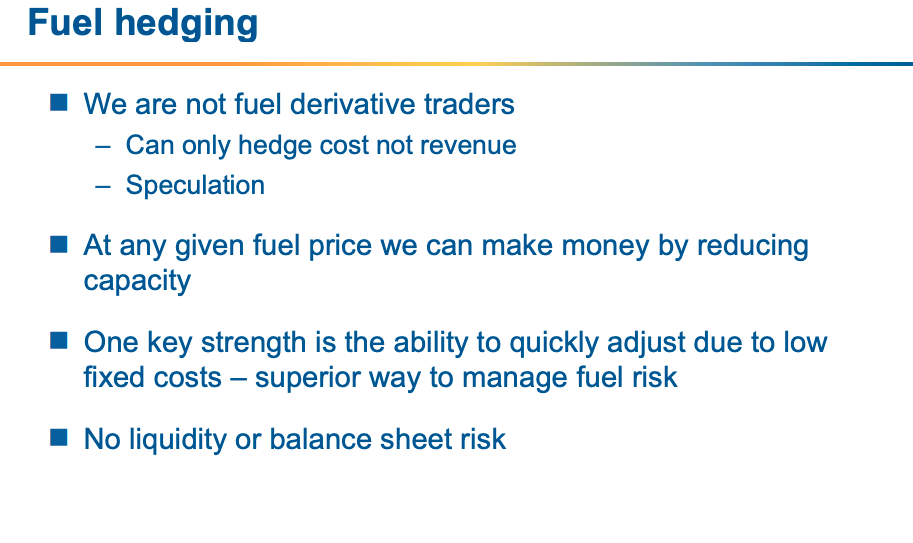 Fuel hedging
■ We are not fuel derivative traders
– Can only hedge cost not revenue
– Speculation
■ At any given fuel price we can make money by reducing
capacity
■ One key strength is the ability to quickly adjust due to low
fixed costs – superior way to manage fuel risk
■ No liquidity or balance sheet risk